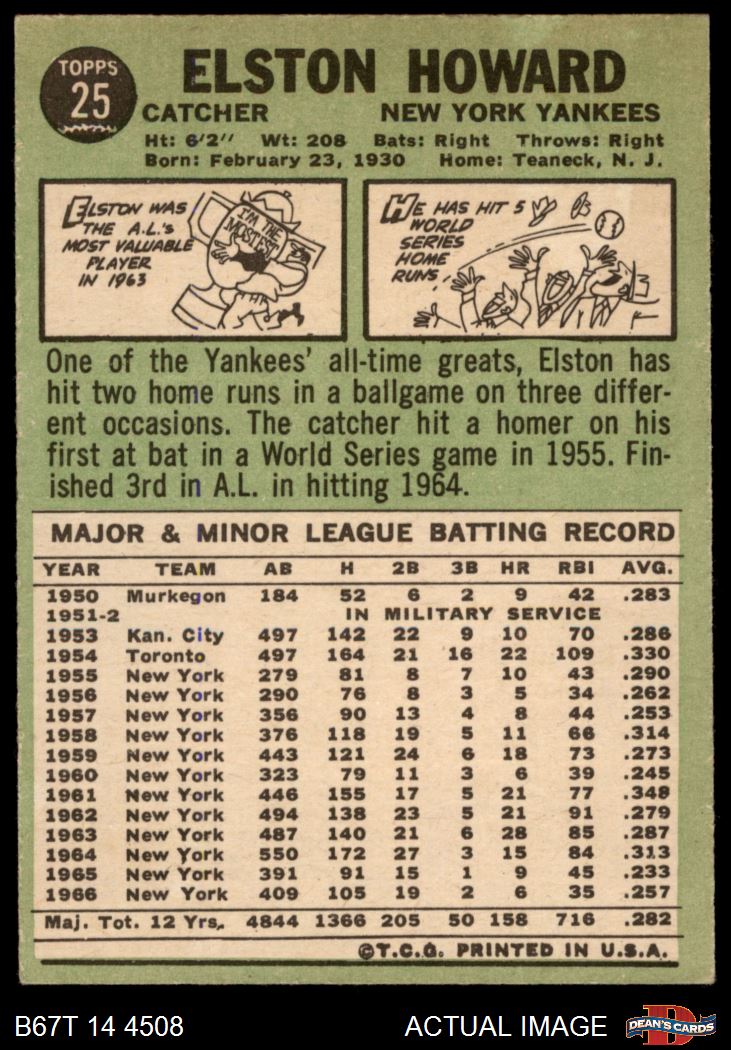 TOPPS
25
ELSTON HOWARD
CATCHER NEW YORK YANKEES
Ht: 6'2" Wt: 208 Bats: Right Throws: Right
Born: February 23, 1930 Home: Teaneck, N. J.
ELSTON WAS
THE A.L.'s
MOST VALUABLE
PLAYER
IN 1963
I'M THE
MOSTEST!
HE HAS HIT 5
WORLD
SERIES
HOME
RUNS!
One of the Yankees' all-time greats, Elston has
hit two home runs in a ballgame on three differ-
ent occasions. The catcher hit a homer on his
first at bat in a World Series game in 1955. Fin-
ished 3rd in A.L. in hitting 1964.
MAJOR & MINOR LEAGUE BATTING RECORD
YEAR TEAM AB H 2B 3B HR RBI AVG.
1950 Murkegon 184 52 6 2 9 42 .283
1951-2 IN MILITARY SERVICE
1953 Kan. City 497 142 22 9 10 70 .286
1954 Toronto 497 164 21 16 22 109 .330
1955 New York 279 81 8 7 10 43 .290
1956 New York 290 76 8 3 5 34 .262
1957 New York 356 90 13 4 8 44 .253
1958 New York 376 118 19 5 11 66 .314
1959 New York 443 121 24 6 18 73 .273
1960 New York 323 79 11 3 6 39 .245
1961 New York 446 155 17 5 21 77 .348
1962 New York 494 138 23 5 21 91 .279
1963 New York 487 140 21 6 28 85 .287
1964 New York 550 172 27 3 15 84 .313
1965 New York 391 91 15 1 9 45 .233
1966 New York 409 105 19 2 6 35 .257
Maj. Tot. 12 Yrs. 4844 1366 205 50 158 716 .282
©T.C.G. PRINTED IN U.S.A.
B67T 14 4508 ACTUAL IMAGE
D
DEAN'S CARDS